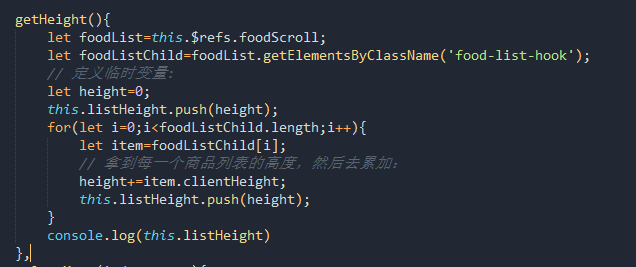 getHeight(){
let foodList=this.$refs.foodScroll;
let foodListChild=foodList.getElementsByClassName('food-list-hook');
// 定义临时变量:
let height=0;
this.listHeight.push(height);
for(let i=0;i<foodListChild.length;i++){
let item=foodListChild[i];
// 拿到每一个商品列表的高度，然后去累加:
height+=item.clientHeight;
this.listHeight.push(height);
}
console.log(this.listHeight)
},